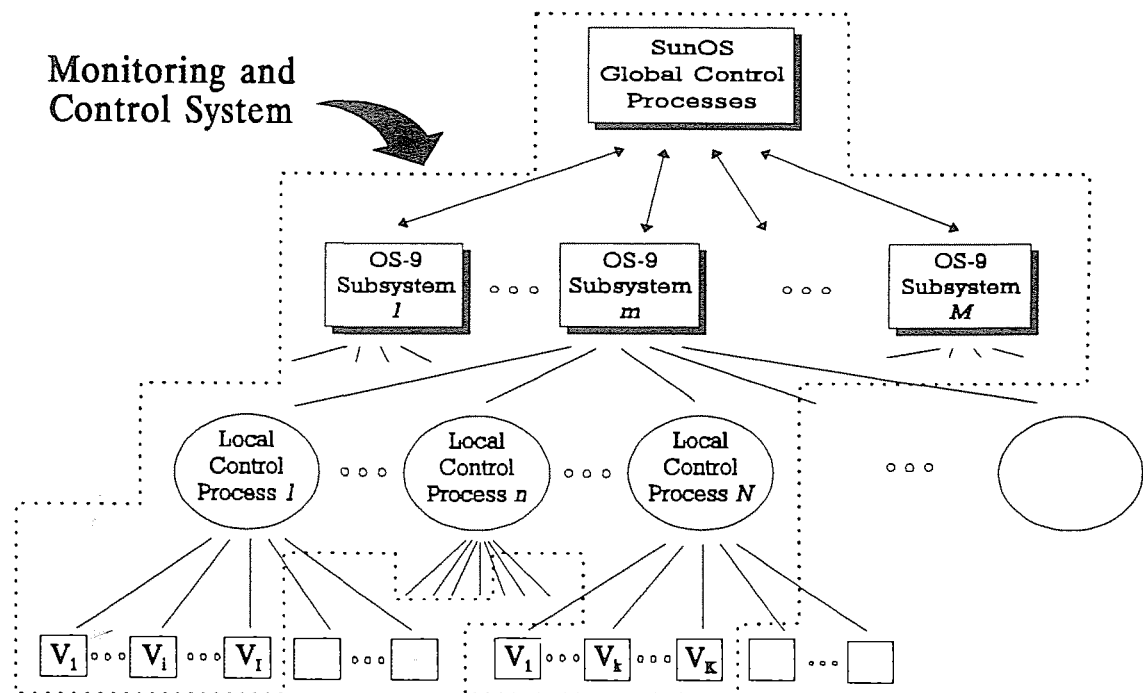 SunOS
Global Control
Processes
Monitoring and
Control System
OS-9
Subsystem
1
OS-9
Subsystem
m
OS-9
Subsystem
M
Local
Control
Process 1
Local
Control
Process n
Local
Control
Process N
V1 Vi VI V1 Vk VK